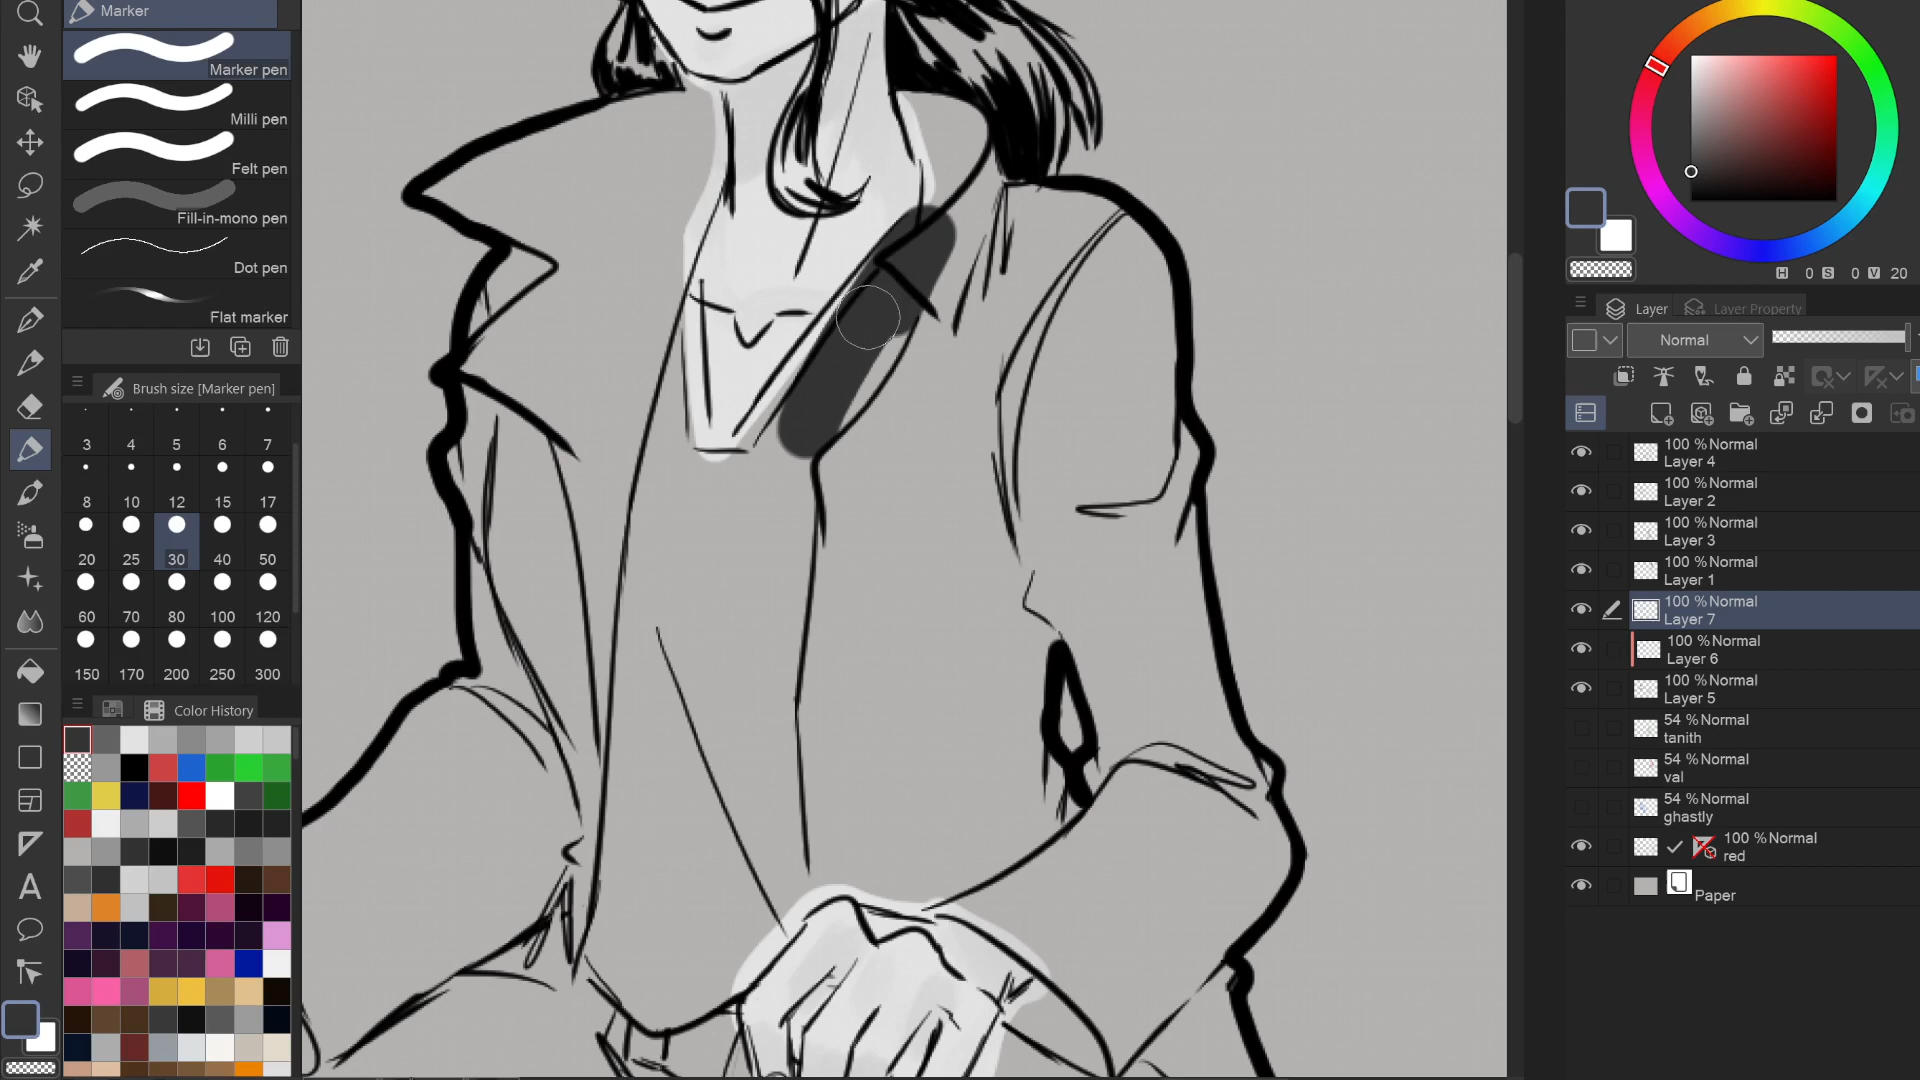 Marker
Marker pen
Milli pen
Felt pen
Fill-in-mono pen
Dot pen
Flat marker
Brush size [Marker pen]
3 4 5 6 7
8 10 12 15 17
20 25 30 40 50
60 70 80 100 120
150 170 200 250 300
Color History
H 0 S 0 V 20
Layer Layer Property
Normal
100 %Normal
Layer 4
100 %Normal
Layer 2
100 %Normal
Layer 3
100 %Normal
Layer 1
100 %Normal
Layer 7
100 %Normal
Layer 6
100 %Normal
Layer 5
54 %Normal
tanith
54 %Normal
val
54 %Normal
ghastly
100 %Normal
red
Paper